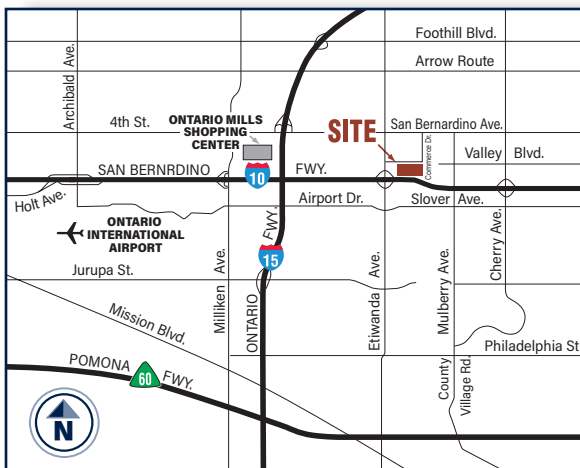 Foothill Blvd.
Arrow Route
Archibald Ave.
4th St.
ONTARIO MILLS
SHOPPING
CENTER
SITE
San Bernardino Ave.
Commerce Dr.
Valley Blvd.
SAN BERNRDINO
10
FWY.
Holt Ave.
Airport Dr.
Slover Ave.
ONTARIO
INTERNATIONAL
AIRPORT
FWY.
15
Cherry Ave.
Jurupa St.
Milliken Ave.
ONTARIO
Etiwanda Ave.
Mulberry Ave.
Mission Blvd.
Philadelphia St
POMONA
60
FWY.
County
Village Rd.
N